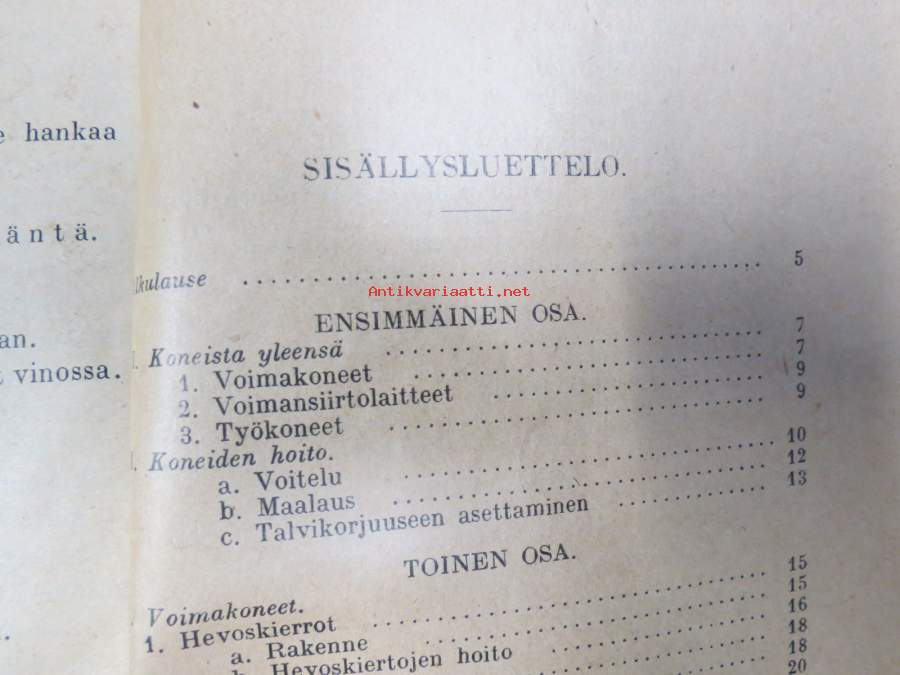 hankaa
äntä.
an.
vinossa.
SISÄLLYSLUETTELO.
kulause 5
Antikvariaatti.net
ENSIMMÄINEN OSA.
Koneista yleensä 7
1. Voimakoneet 7
2. Voimansiirtolaitteet 9
3. Työkoneet 9
Koneiden hoito.
a. Voitelu 10
b. Maalaus 12
c. Talvikorjuuseen asettaminen 13
TOINEN OSA.
Voimakoneet.
1. Hevoskierrot 15
a. Rakenne 15
b. Hevoskiertojen hoito 16
18
18
20